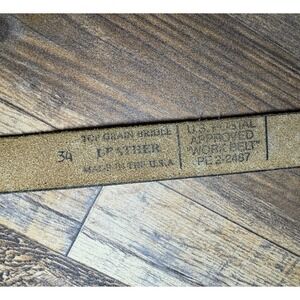 TOP GRAIN BRIDLE
34 LEATHER
MADE IN THE U.S.A
U.S. POSTAL
APPROVED
"WORK BELT"
PE 2-2487